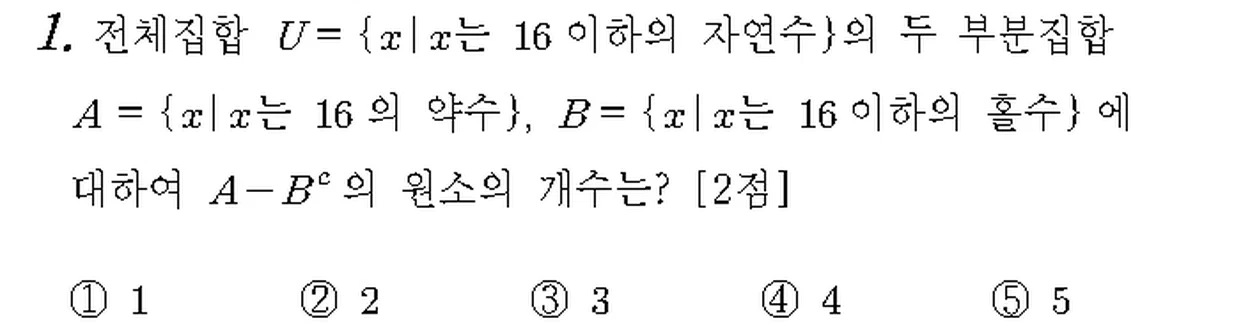 1. 전체집합 U = {x | x는 16 이하의 자연수}의 두 부분집합
A = {x | x는 16 의 약수}, B = {x | x는 16 이하의 홀수} 에
대하여 A − Bᶜ 의 원소의 개수는? [2점]
① 1 ② 2 ③ 3 ④ 4 ⑤ 5